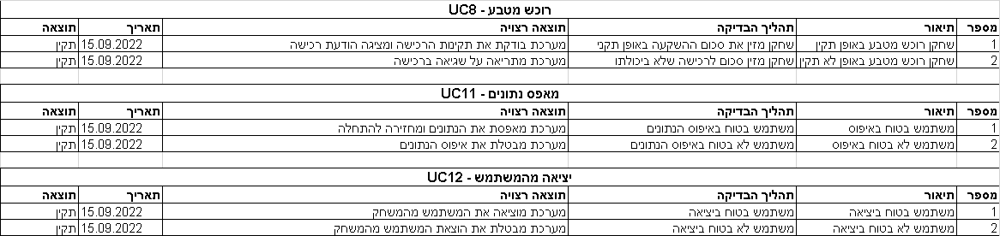 רוכש מטבע - UC8
מספר תיאור תהליך הבדיקה תוצאה רצויה תאריך תוצאה
1 שחקן רוכש מטבע באופן תקין שחקן מזין את סכום ההשקעה באופן תקני מערכת בודקת את תקינות הרכישה ומציגה הודעת רכישה 15.09.2022 תקין
2 שחקן רוכש מטבע באופן לא תקין שחקן מזין סכום לרכישה שלא ביכולתו מערכת מתריאה על שגיאה ברכישה 15.09.2022 תקין
מאפס נתונים - UC11
מספר תיאור תהליך הבדיקה תוצאה רצויה תאריך תוצאה
1 משתמש בטוח באיפוס משתמש בטוח באיפוס הנתונים מערכת מאפסת את הנתונים ומחזירה להתחלה 15.09.2022 תקין
2 משתמש לא בטוח באיפוס משתמש לא בטוח באיפוס הנתונים מערכת מבטלת את איפוס הנתונים 15.09.2022 תקין
יציאה מהמשתמש - UC12
מספר תיאור תהליך הבדיקה תוצאה רצויה תאריך תוצאה
1 משתמש בטוח ביציאה משתמש בטוח ביציאה מערכת מוציאה את המשתמש מהמשחק 15.09.2022 תקין
2 משתמש לא בטוח ביציאה משתמש לא בטוח ביציאה מערכת מבטלת את הוצאת המשתמש מהמשחק 15.09.2022 תקין